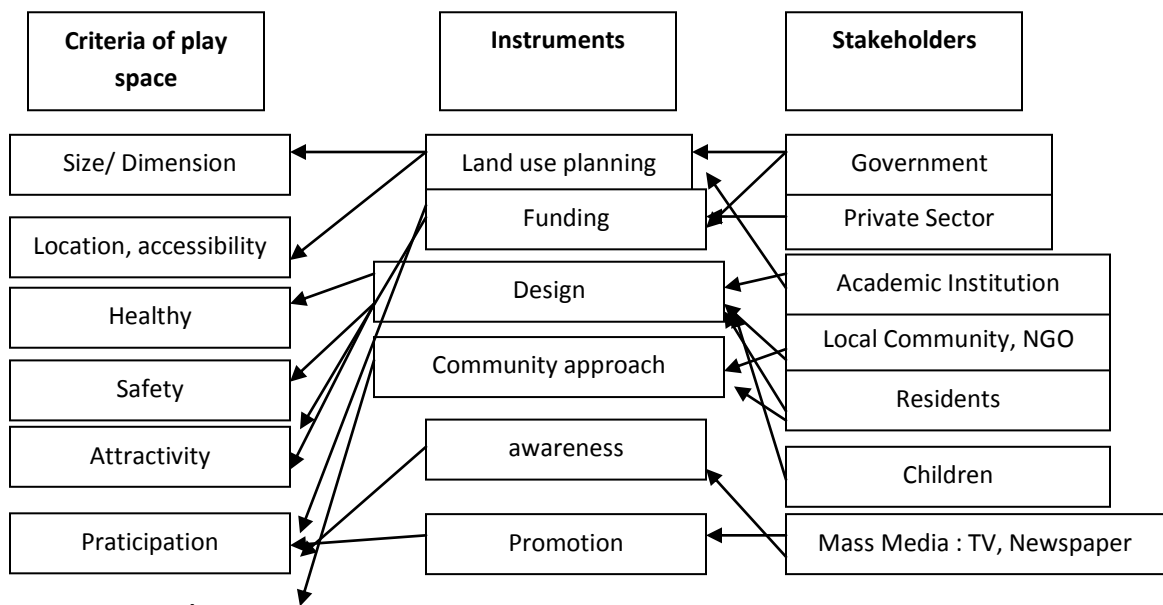 Criteria of play
space
Instruments
Stakeholders
Size/ Dimension
Land use planning
Government
Funding
Private Sector
Location, accessibility
Design
Academic Institution
Healthy
Local Community, NGO
Community approach
Safety
Residents
Attractivity
awareness
Children
Praticipation
Promotion
Mass Media : TV, Newspaper